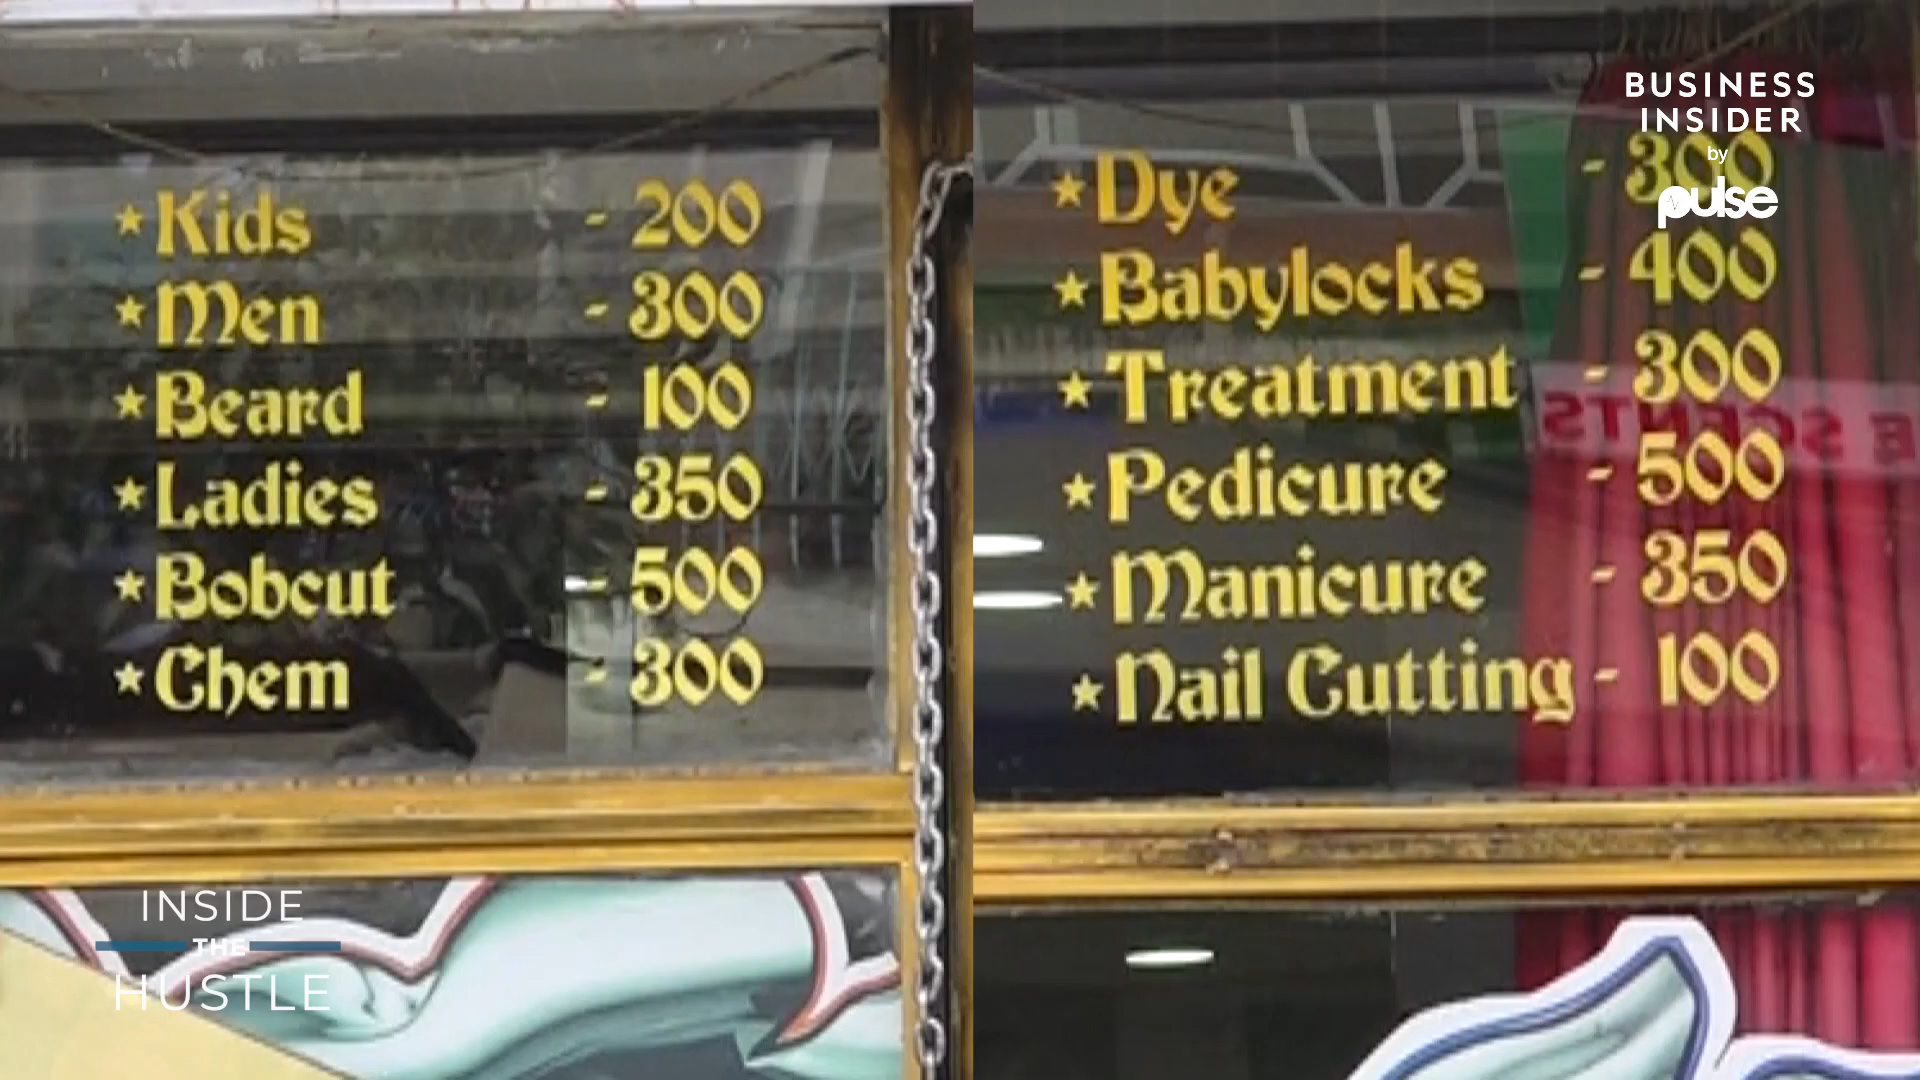 ★ Kids - 200
★ Men - 300
★ Beard - 100
★ Ladies - 350
★ Bobcut - 500
★ Chem - 300
★ Dye - 300
★ Babylocks - 400
★ Treatment - 300
★ Pedicure - 500
★ Manicure - 350
★ Nail Cutting - 100
BUSINESS
INSIDER
by
pulse
SCENTS
INSIDE
THE
HUSTLE